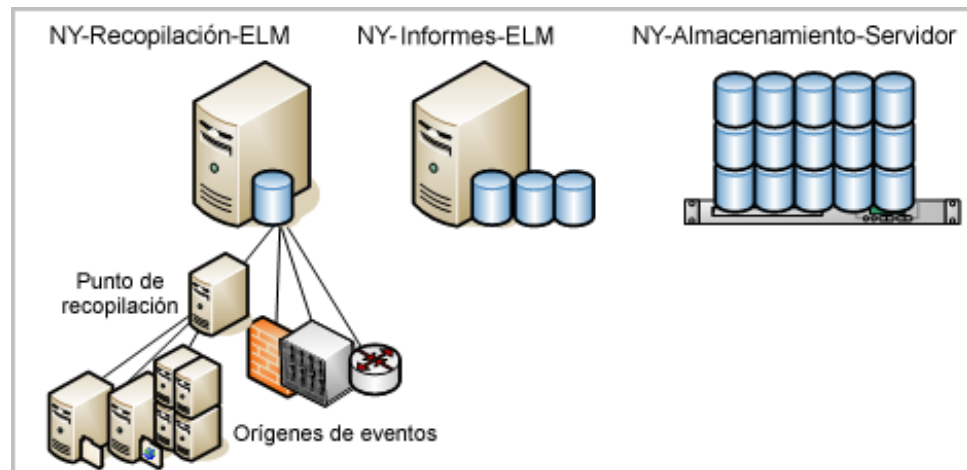 NY-Recopilación-ELM
NY-Informes-ELM
NY-Almacenamiento-Servidor
Punto de
recopilación
Orígenes de eventos